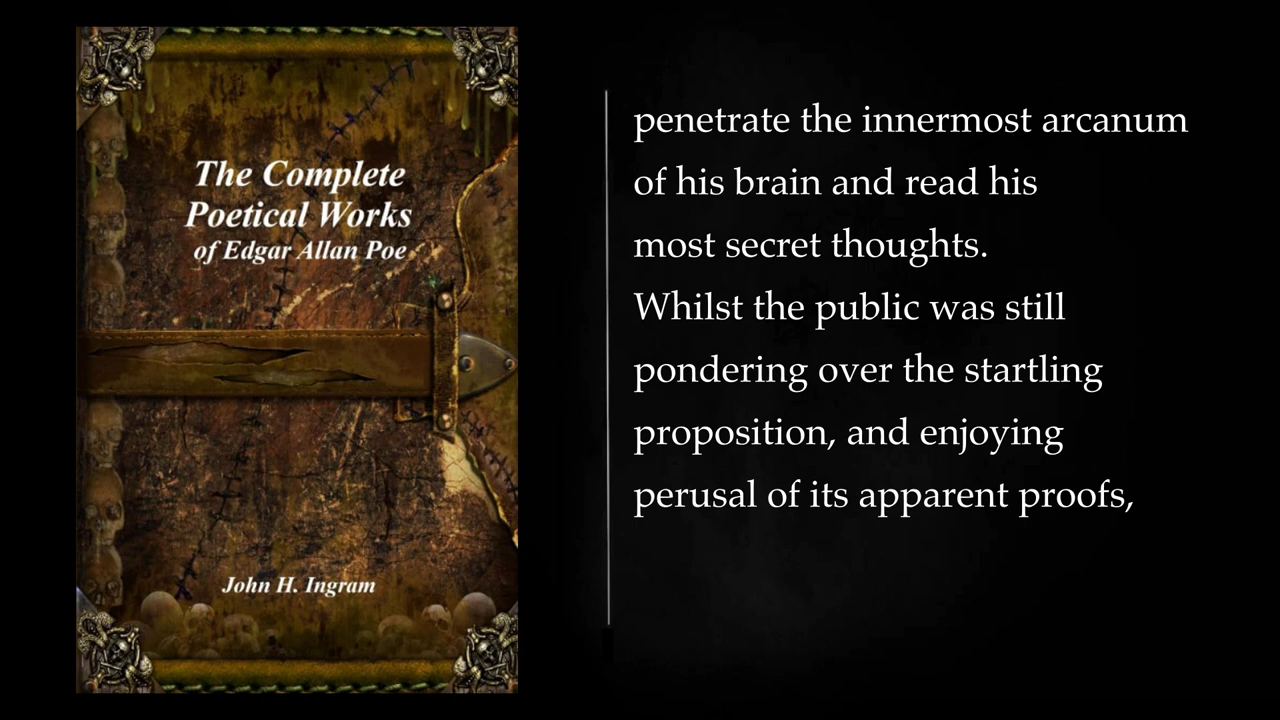 The Complete
Poetical Works
of Edgar Allan Poe
John H. Ingram
penetrate the innermost arcanum
of his brain and read his
most secret thoughts.
Whilst the public was still
pondering over the startling
proposition, and enjoying
perusal of its apparent proofs,